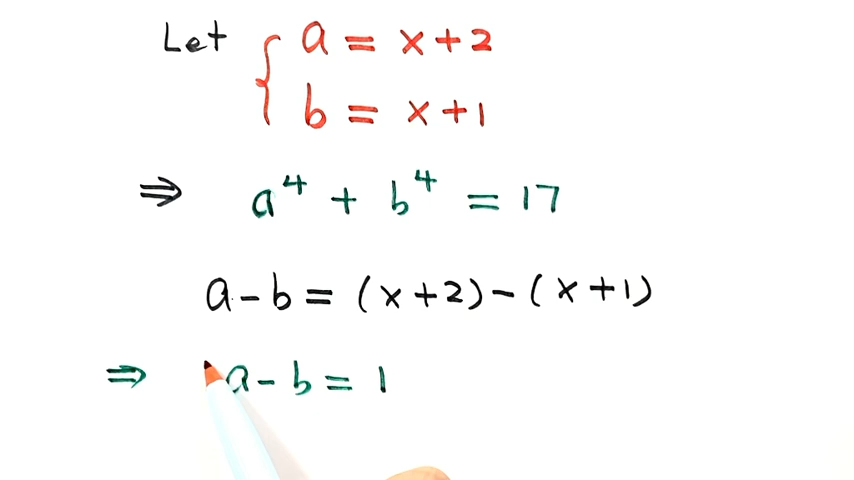 Let { a = x+2
b = x+1
⇒ a⁴ + b⁴ = 17
a-b = (x+2)-(x+1)
⇒ a-b = 1